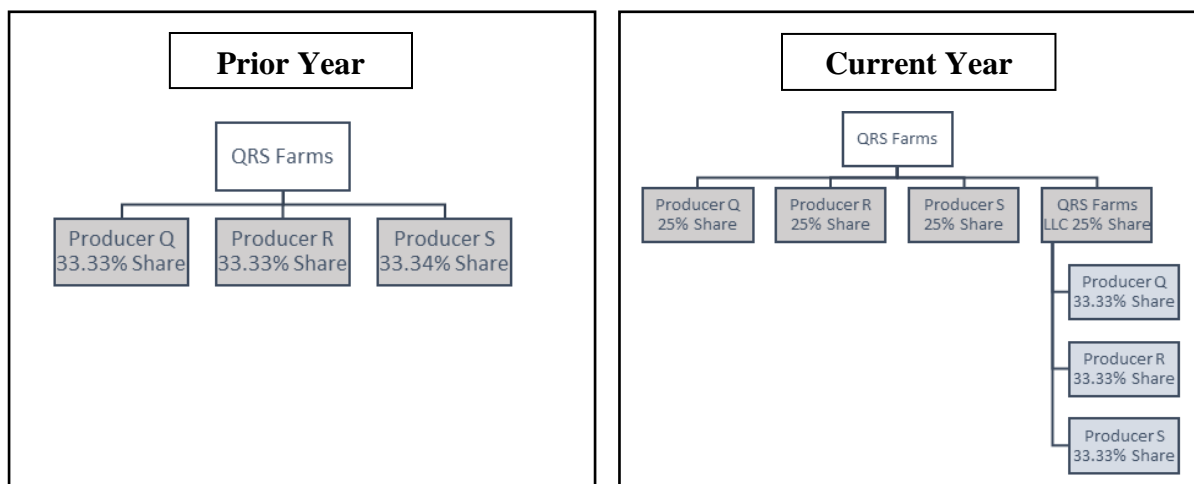 Prior Year
QRS Farms
Producer Q
33.33% Share
Producer R
33.33% Share
Producer S
33.34% Share
Current Year
QRS Farms
Producer Q
25% Share
Producer R
25% Share
Producer S
25% Share
QRS Farms
LLC 25% Share
Producer Q
33.33% Share
Producer R
33.33% Share
Producer S
33.33% Share